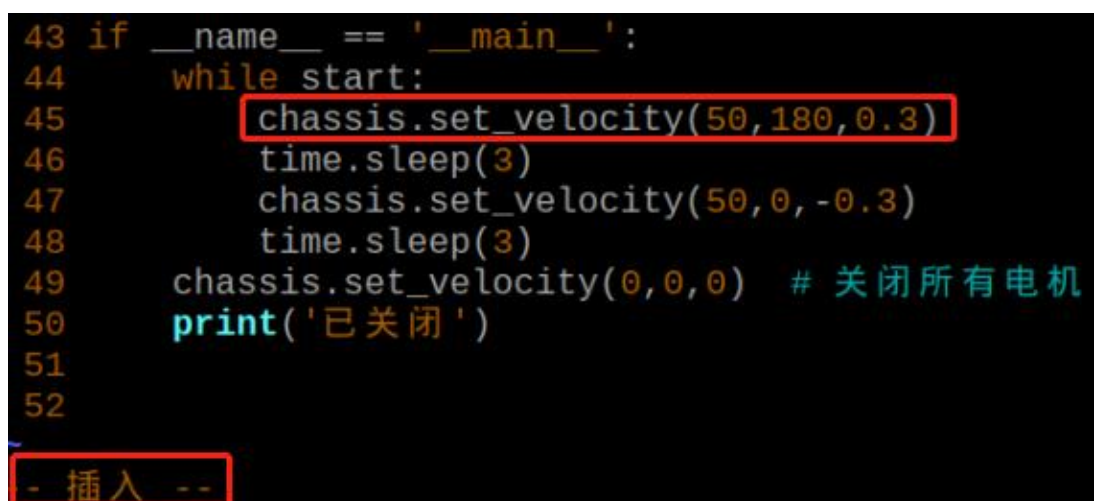 43 if __name__ == '__main__':
44     while start:
45         chassis.set_velocity(50,180,0.3)
46         time.sleep(3)
47         chassis.set_velocity(50,0,-0.3)
48         time.sleep(3)
49     chassis.set_velocity(0,0,0)  # 关闭所有电机
50     print('已关闭')
51
52
~
-- 插入 --